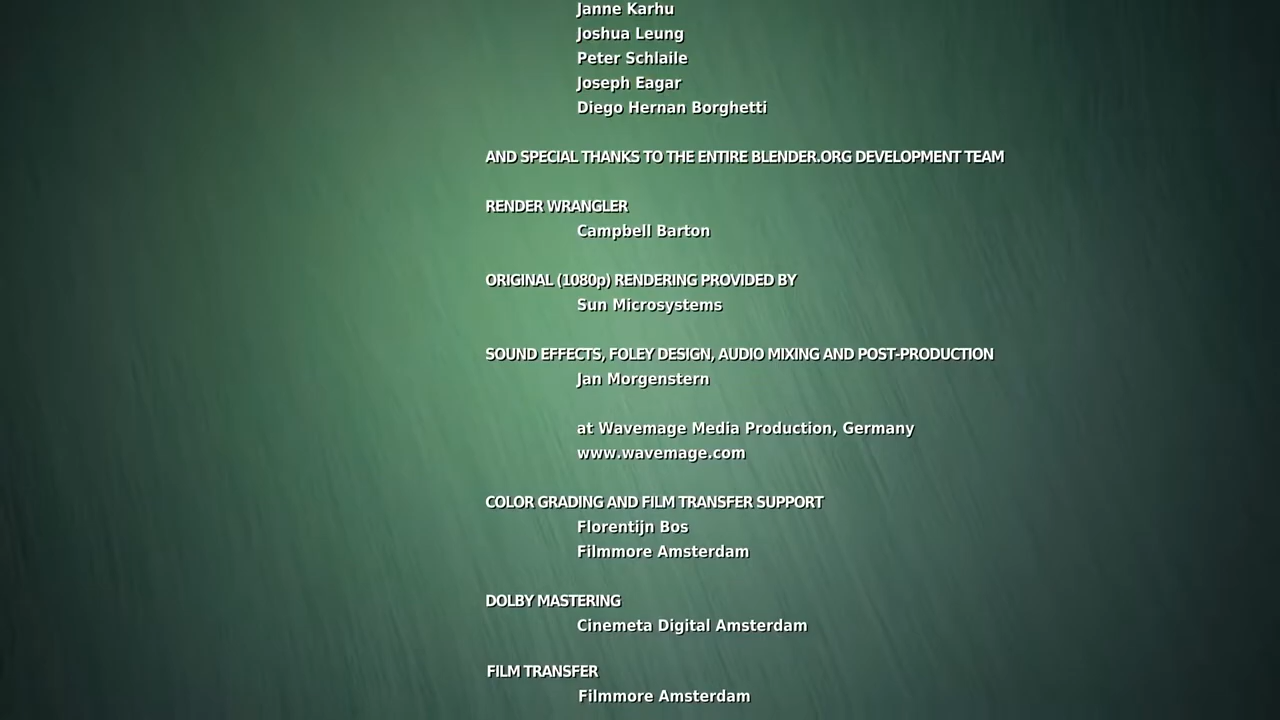 Janne Karhu
Joshua Leung
Peter Schlaile
Joseph Eagar
Diego Hernan Borghetti
AND SPECIAL THANKS TO THE ENTIRE BLENDER.ORG DEVELOPMENT TEAM
RENDER WRANGLER
Campbell Barton
ORIGINAL (1080p) RENDERING PROVIDED BY
Sun Microsystems
SOUND EFFECTS, FOLEY DESIGN, AUDIO MIXING AND POST-PRODUCTION
Jan Morgenstern
at Wavemage Media Production, Germany
www.wavemage.com
COLOR GRADING AND FILM TRANSFER SUPPORT
Florentijn Bos
Filmmore Amsterdam
DOLBY MASTERING
Cinemeta Digital Amsterdam
FILM TRANSFER
Filmmore Amsterdam